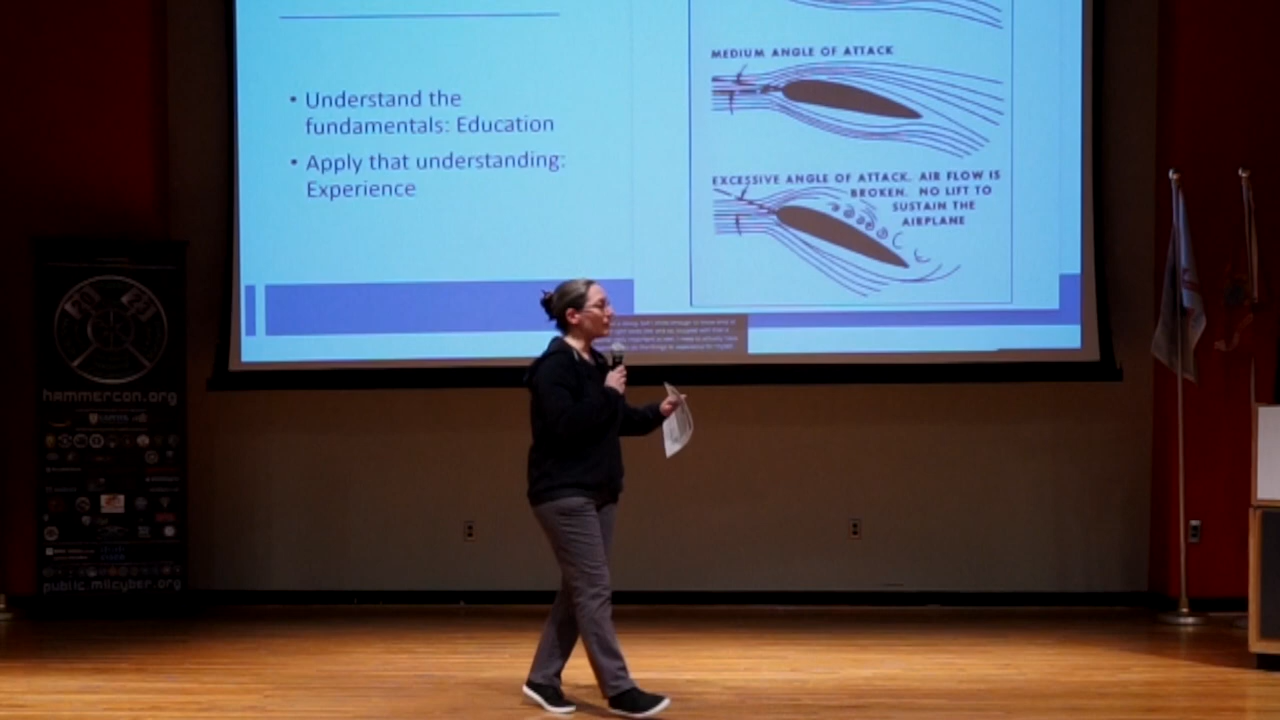 • Understand the
fundamentals: Education
• Apply that understanding:
Experience
MEDIUM ANGLE OF ATTACK
EXCESSIVE ANGLE OF ATTACK. AIR FLOW IS
BROKEN. NO LIFT TO
SUSTAIN THE
AIRPLANE
hammercon.org
public.milcyber.org